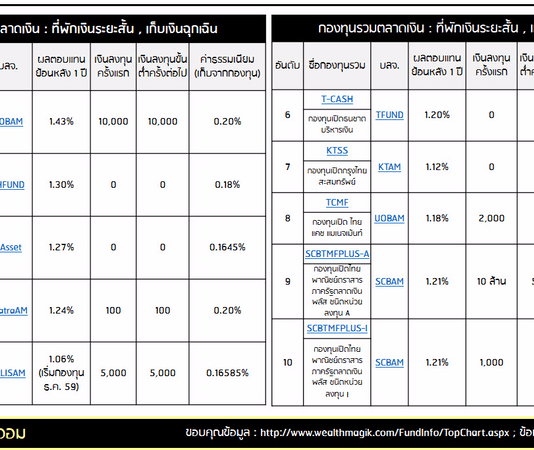 ลาดเงิน : ที่พักเงินระยะสั้น , เก็บเงินฉุกเฉิน
บลจ. ผลตอบแทน ย้อนหลัง 1 ปี เงินลงทุน ครั้งแรก เงินลงทุนขั้น ต่ำครั้งต่อไป ค่าธรรมเนียม (เก็บจากกองทุน)
OBAM 1.43% 10,000 10,000 0.20%
FUND 1.30% 0 0 0.18%
Asset 1.27% 0 0 0.1645%
atraAM 1.24% 100 100 0.20%
LISAM 1.06% (เริ่มกองทุน ธ.ค. 59) 5,000 5,000 0.16585%
กองทุนรวมตลาดเงิน : ที่พักเงินระยะสั้น , เ
อันดับ ชื่อกองทุนรวม บลจ. ผลตอบแทน ย้อนหลัง 1 ปี เงินลงทุน ครั้งแรก
6 T-CASH กองทุนเปิดธนชาต บริหารเงิน TFUND 1.20% 0
7 KTSS กองทุนเปิดกรุงไทย สะสมทรัพย์ KTAM 1.12% 0
8 TCMF กองทุนเปิด ไทย แคช แมเนจเม้นท์ UOBAM 1.18% 2,000
9 SCBTMFPLUS-A กองทุนเปิดไทย พาณิชย์ตราสาร ภาครัฐตลาดเงิน พลัส ชนิดหน่วย ลงทุน A SCBAM 1.21% 10 ล้าน
10 SCBTMFPLUS-I กองทุนเปิดไทย พาณิชย์ตราสาร ภาครัฐตลาดเงิน พลัส ชนิดหน่วย ลงทุน I SCBAM 1.21% 1,000
ออม
ขอบคุณข้อมูล : http://www.wealthmagik.com/FundInfo/TopChart.aspx ; ข้อ